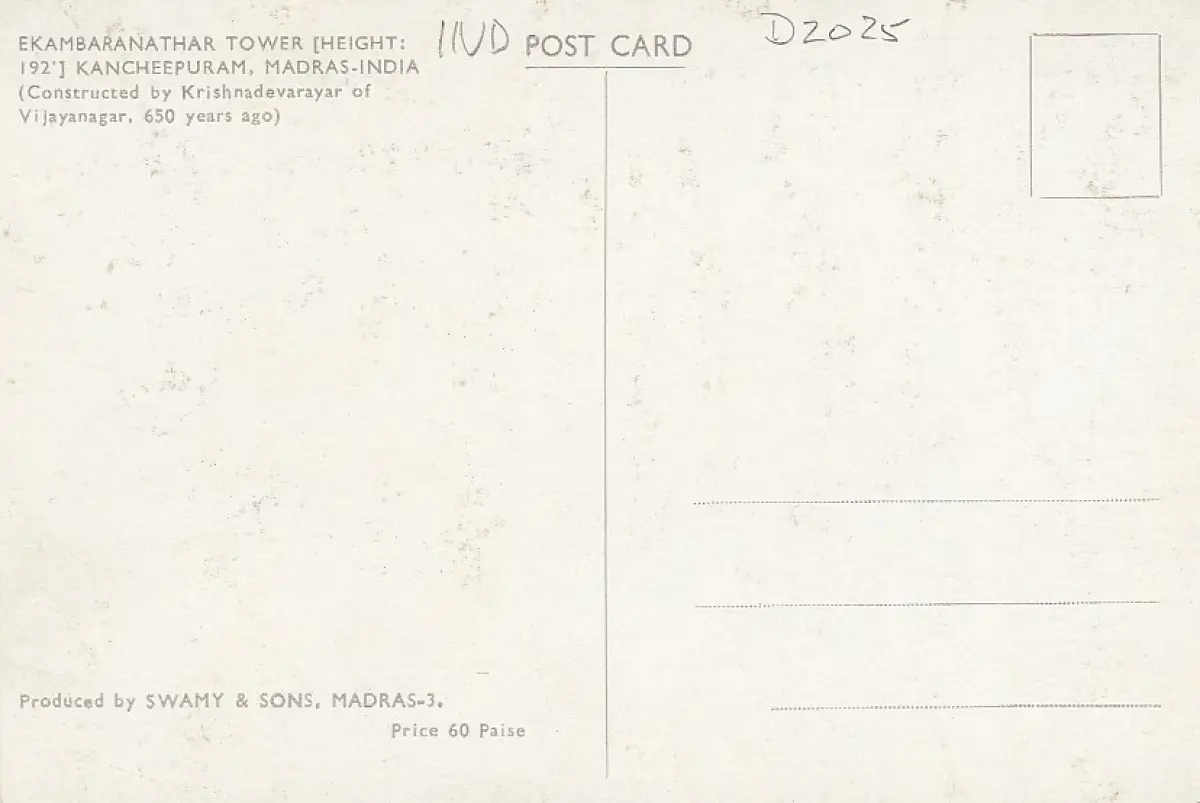 EKAMBARANATHAR TOWER [HEIGHT:
192'] KANCHEEPURAM, MADRAS-INDIA
(Constructed by Krishnadevarayar of
Vijayanagar, 650 years ago)
POST CARD
D2025
Produced by SWAMY & SONS, MADRAS-3.
Price 60 Paise